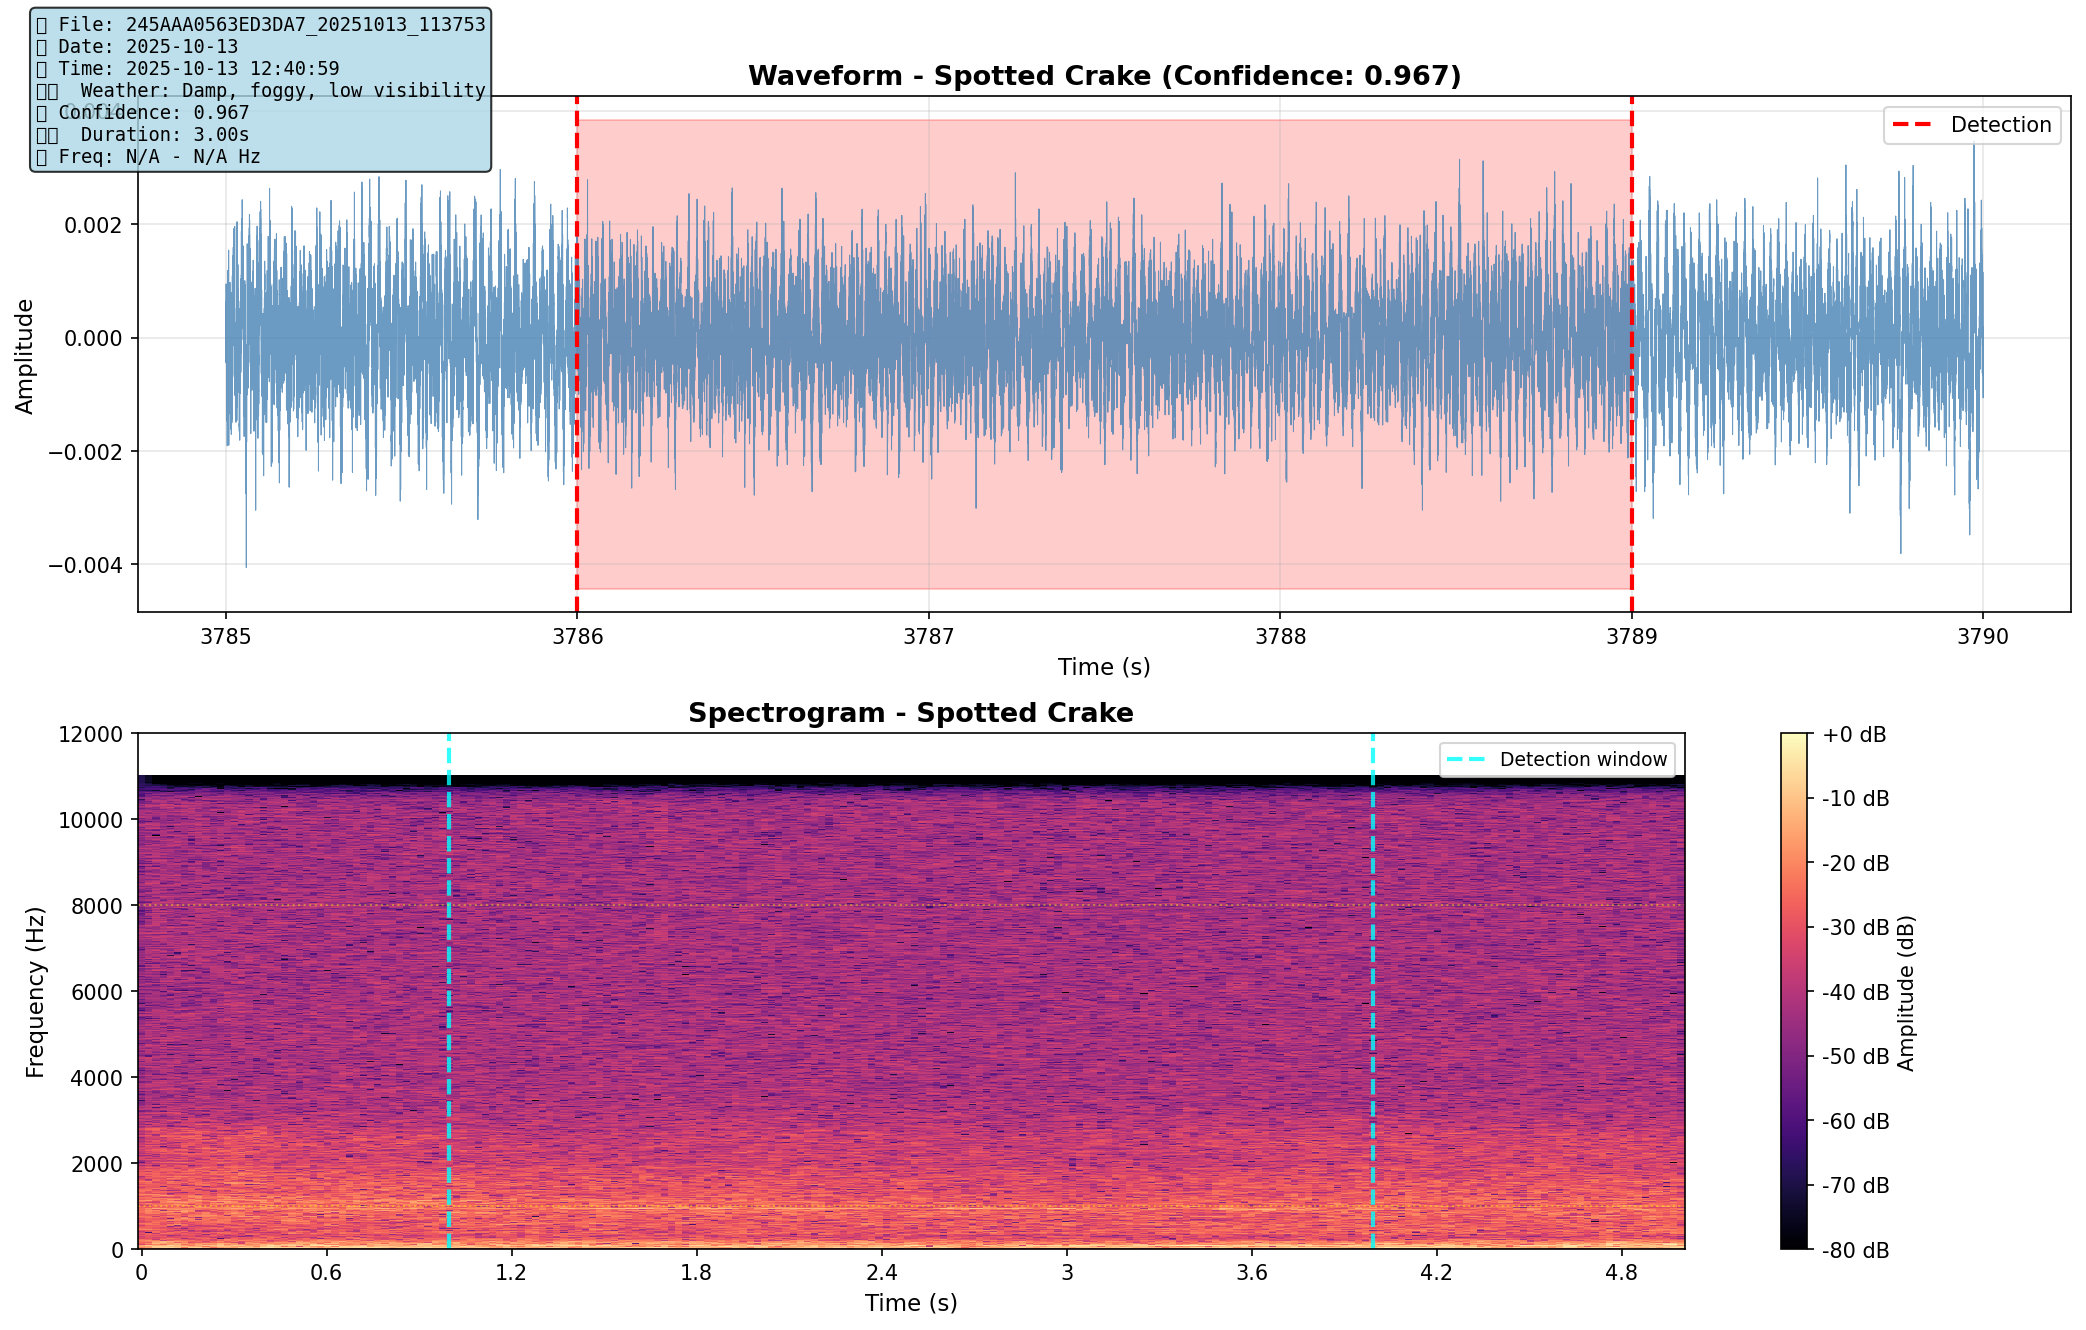 File: 245AAA0563ED3DA7_20251013_113753
Date: 2025-10-13
Time: 2025-10-13 12:40:59
Weather: Damp, foggy, low visibility
Confidence: 0.967
Duration: 3.00s
Freq: N/A - N/A Hz
Waveform - Spotted Crake (Confidence: 0.967)
Detection
Amplitude
0.004
0.002
0.000
−0.002
−0.004
3785 3786 3787 3788 3789 3790
Time (s)
Spectrogram - Spotted Crake
Detection window
Frequency (Hz)
12000
10000
8000
6000
4000
2000
0
0 0.6 1.2 1.8 2.4 3 3.6 4.2 4.8
Time (s)
+0 dB
-10 dB
-20 dB
-30 dB
-40 dB
-50 dB
-60 dB
-70 dB
-80 dB
Amplitude (dB)